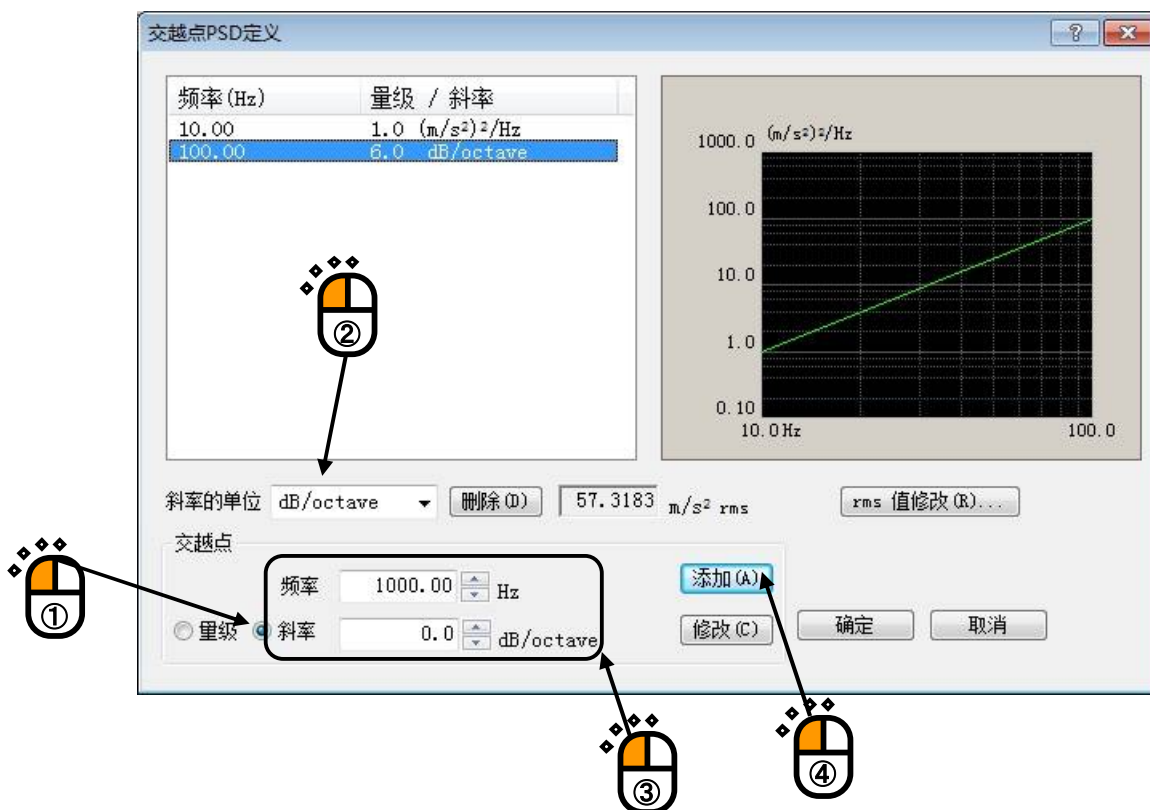 交越点PSD定义
频率(Hz) 量级 / 斜率
10.00 1.0 (m/s²)²/Hz
100.00 6.0 dB/octave
1000.0 (m/s²)²/Hz
100.0
10.0
1.0
0.10
10.0Hz 100.0
②
斜率的单位 dB/octave 删除(D) 57.3183 m/s² rms rms 值修改(R)...
交越点
频率 1000.00 Hz 添加(A)
量级 斜率 0.0 dB/octave 修改(C) 确定 取消
①
③
④